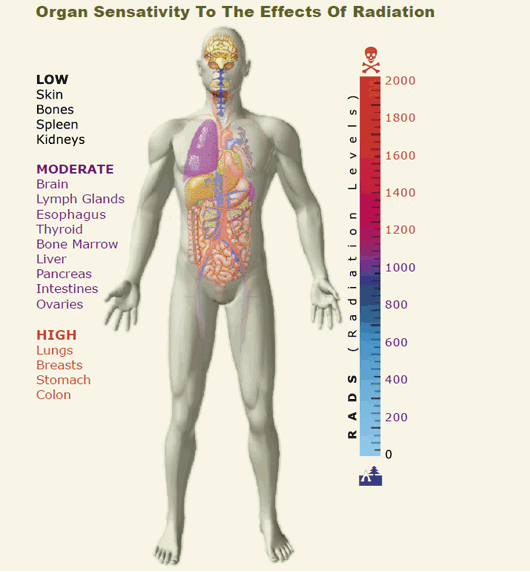 Organ Sensativity To The Effects Of Radiation
LOW
Skin
Bones
Spleen
Kidneys
MODERATE
Brain
Lymph Glands
Esophagus
Thyroid
Bone Marrow
Liver
Pancreas
Intestines
Ovaries
HIGH
Lungs
Breasts
Stomach
Colon
RADS (Radiation Levels)
2000
1800
1600
1400
1200
1000
800
600
400
200
0